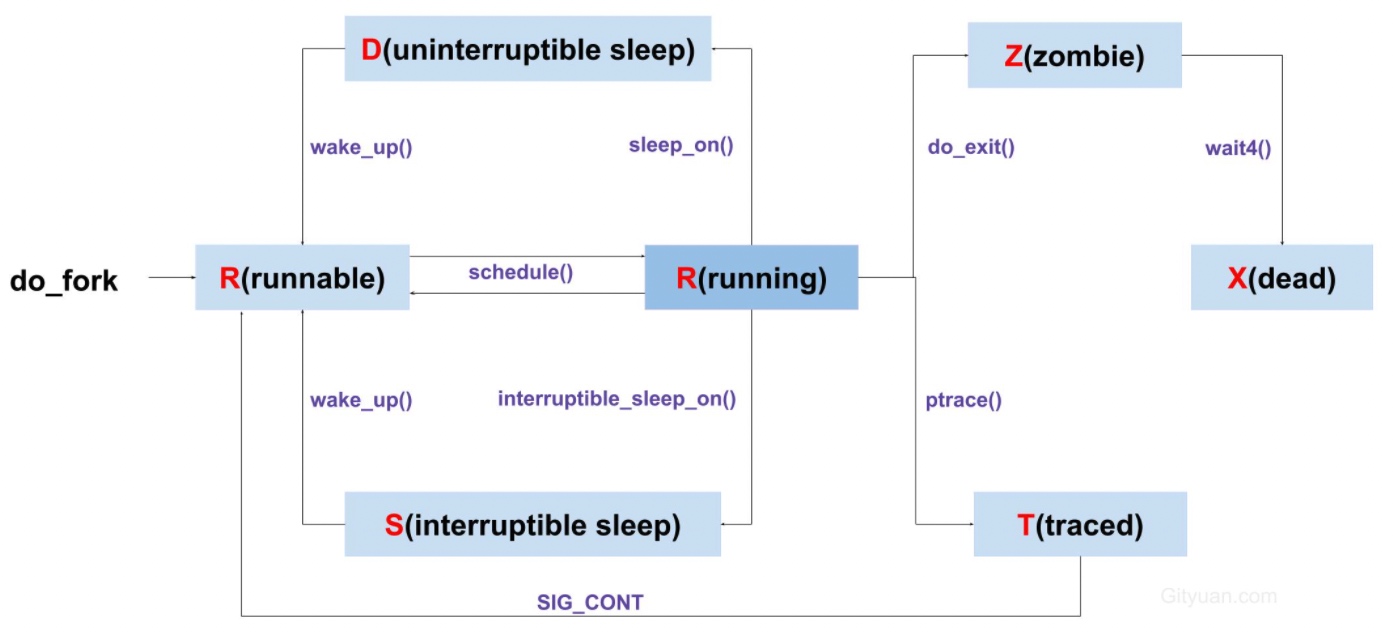 D(uninterruptible sleep)
Z(zombie)
wake_up()
sleep_on()
do_exit()
wait4()
do_fork
R(runnable)
schedule()
R(running)
X(dead)
wake_up()
interruptible_sleep_on()
ptrace()
S(interruptible sleep)
T(traced)
SIG_CONT
Gityuan.com